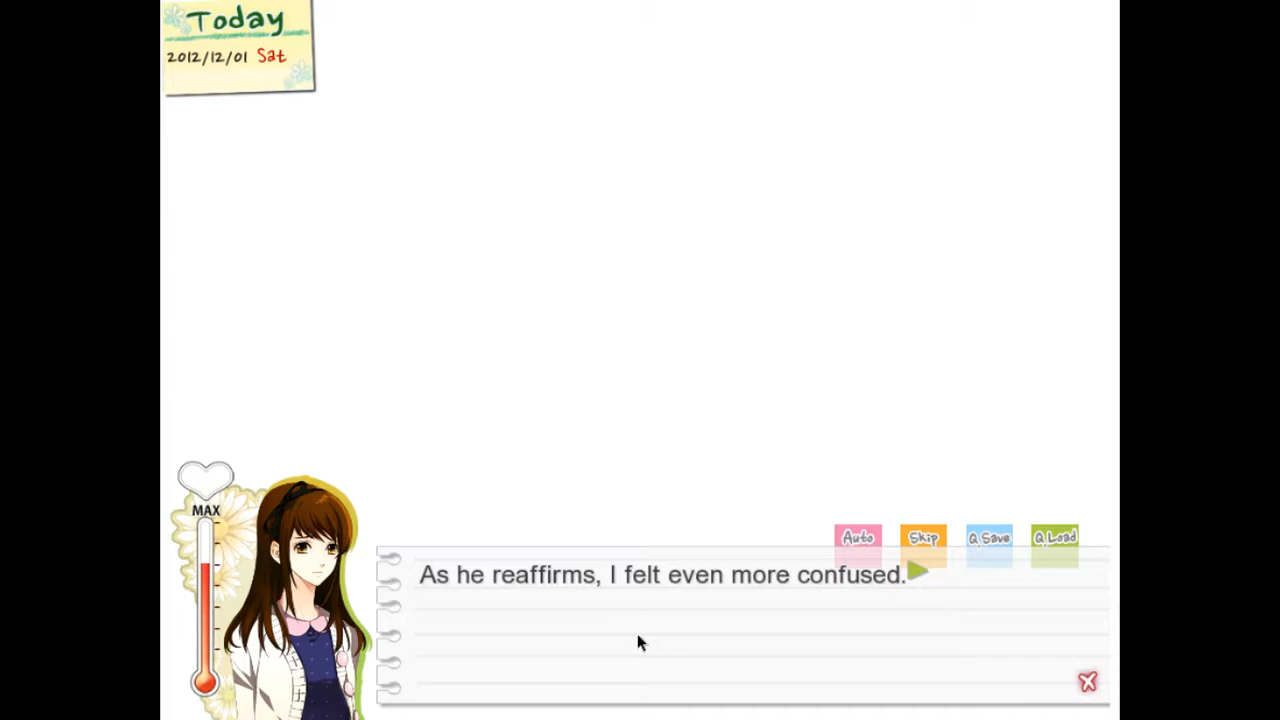 Today
2012/12/01 Sat
MAX
Auto Skip Q.Save Q.Load
As he reaffirms, I felt even more confused.